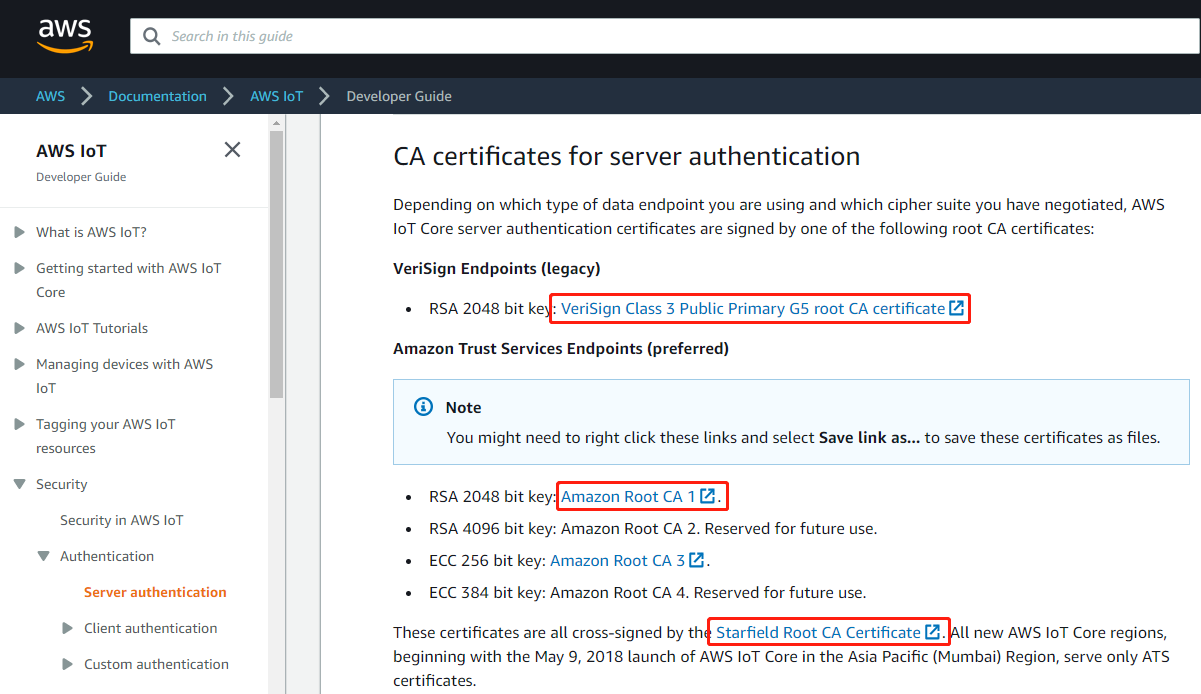 aws
Search in this guide
AWS Documentation AWS IoT Developer Guide
AWS IoT
Developer Guide
What is AWS IoT?
Getting started with AWS IoT
Core
AWS IoT Tutorials
Managing devices with AWS
IoT
Tagging your AWS IoT
resources
Security
Security in AWS IoT
Authentication
Server authentication
Client authentication
Custom authentication
CA certificates for server authentication
Depending on which type of data endpoint you are using and which cipher suite you have negotiated, AWS
IoT Core server authentication certificates are signed by one of the following root CA certificates:
VeriSign Endpoints (legacy)
• RSA 2048 bit key: VeriSign Class 3 Public Primary G5 root CA certificate
Amazon Trust Services Endpoints (preferred)
Note
You might need to right click these links and select Save link as... to save these certificates as files.
• RSA 2048 bit key: Amazon Root CA 1.
• RSA 4096 bit key: Amazon Root CA 2. Reserved for future use.
• ECC 256 bit key: Amazon Root CA 3.
• ECC 384 bit key: Amazon Root CA 4. Reserved for future use.
These certificates are all cross-signed by the Starfield Root CA Certificate. All new AWS IoT Core regions,
beginning with the May 9, 2018 launch of AWS IoT Core in the Asia Pacific (Mumbai) Region, serve only ATS
certificates.